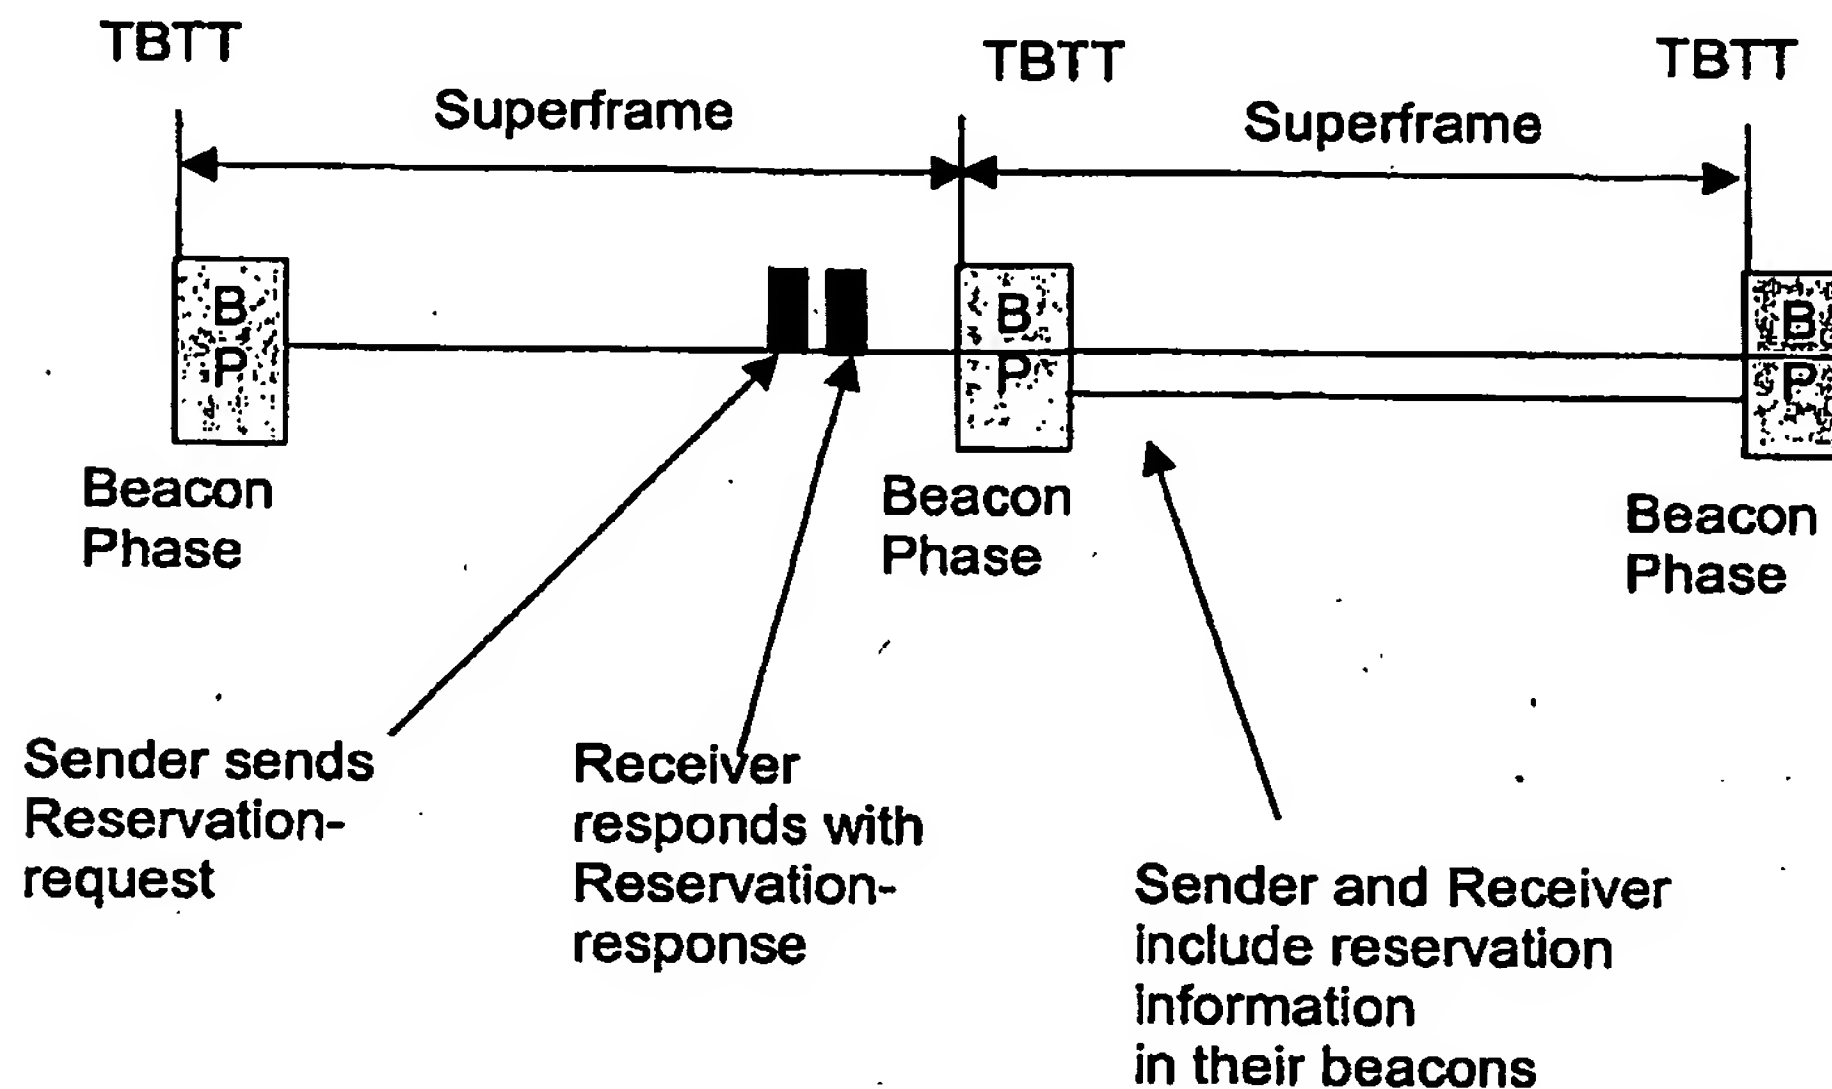 TBTT
TBTT
TBTT
Superframe
Superframe
B
P
B
P
B
P
Beacon
Phase
Beacon
Phase
Beacon
Phase
Sender sends
Reservation-
request
Receiver
responds with
Reservation-
response
Sender and Receiver
include reservation
information
in their beacons